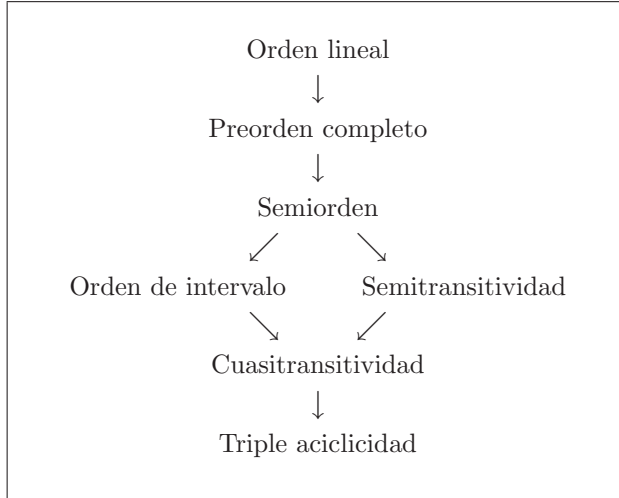 Orden lineal
Preorden completo
Semiorden
Orden de intervalo Semitransitividad
Cuasitransitividad
Triple aciclicidad